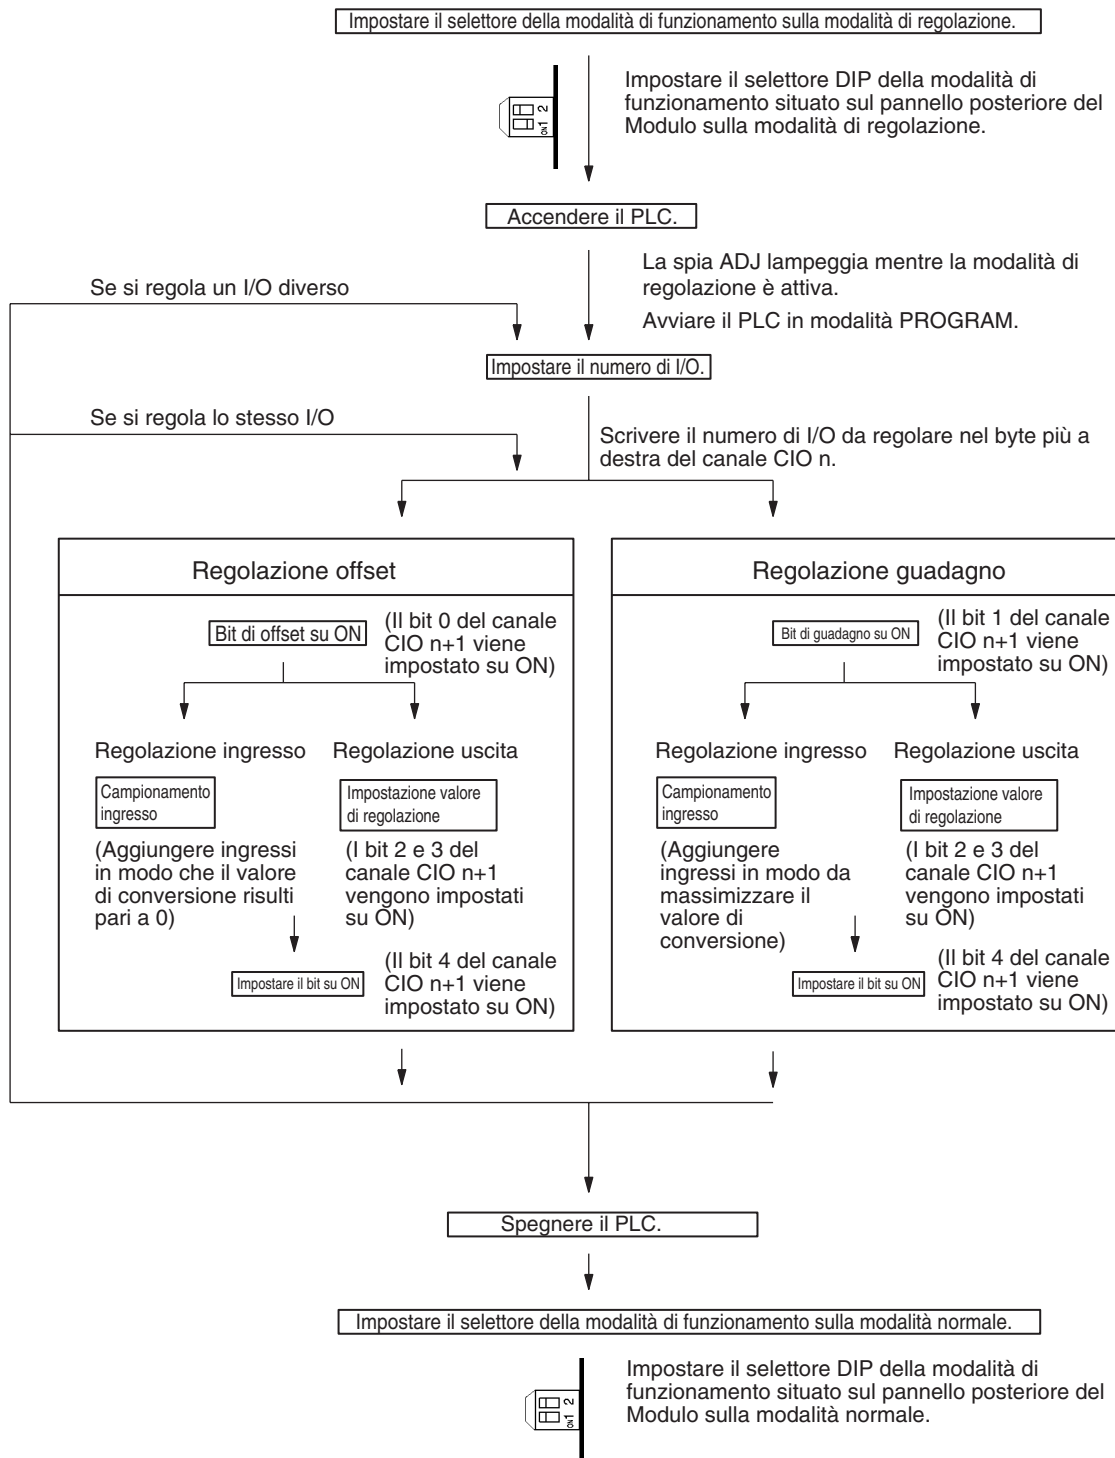 Impostare il selettore della modalità di funzionamento sulla modalità di regolazione.
Impostare il selettore DIP della modalità di
funzionamento situato sul pannello posteriore del
Modulo sulla modalità di regolazione.
ON 1 2
Accendere il PLC.
La spia ADJ lampeggia mentre la modalità di
regolazione è attiva.
Avviare il PLC in modalità PROGRAM.
Se si regola un I/O diverso
Impostare il numero di I/O.
Se si regola lo stesso I/O
Scrivere il numero di I/O da regolare nel byte più a
destra del canale CIO n.
Regolazione offset
Bit di offset su ON
(Il bit 0 del canale
CIO n+1 viene
impostato su ON)
Regolazione ingresso
Regolazione uscita
Campionamento
ingresso
Impostazione valore
di regolazione
(Aggiungere ingressi
in modo che il valore
di conversione risulti
pari a 0)
(I bit 2 e 3 del
canale CIO n+1
vengono impostati
su ON)
Impostare il bit su ON
(Il bit 4 del canale
CIO n+1 viene
impostato su ON)
Regolazione guadagno
Bit di guadagno su ON
(Il bit 1 del canale
CIO n+1 viene
impostato su ON)
Regolazione ingresso
Regolazione uscita
Campionamento
ingresso
Impostazione valore
di regolazione
(Aggiungere
ingressi in modo da
massimizzare il
valore di
conversione)
(I bit 2 e 3 del
canale CIO n+1
vengono impostati
su ON)
Impostare il bit su ON
(Il bit 4 del canale
CIO n+1 viene
impostato su ON)
Spegnere il PLC.
Impostare il selettore della modalità di funzionamento sulla modalità normale.
Impostare il selettore DIP della modalità di
funzionamento situato sul pannello posteriore del
Modulo sulla modalità normale.
ON 1 2